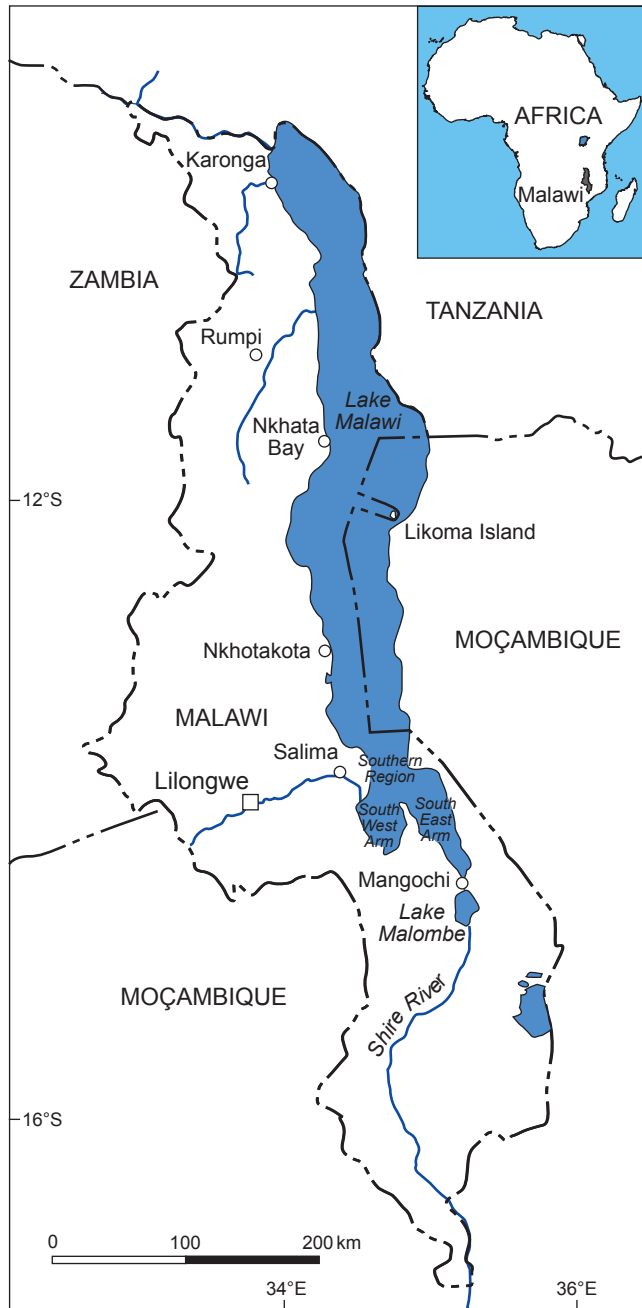 AFRICA
Malawi
Karonga
ZAMBIA
TANZANIA
Rumpi
Lake
Malawi
Nkhata
Bay
12°S
Likoma Island
Nkhotakota
MOÇAMBIQUE
MALAWI
Salima
Southern
Region
Lilongwe
South
West
Arm
South
East
Arm
Mangochi
Lake
Malombe
MOÇAMBIQUE
Shire River
16°S
0 100 200 km
34°E 36°E